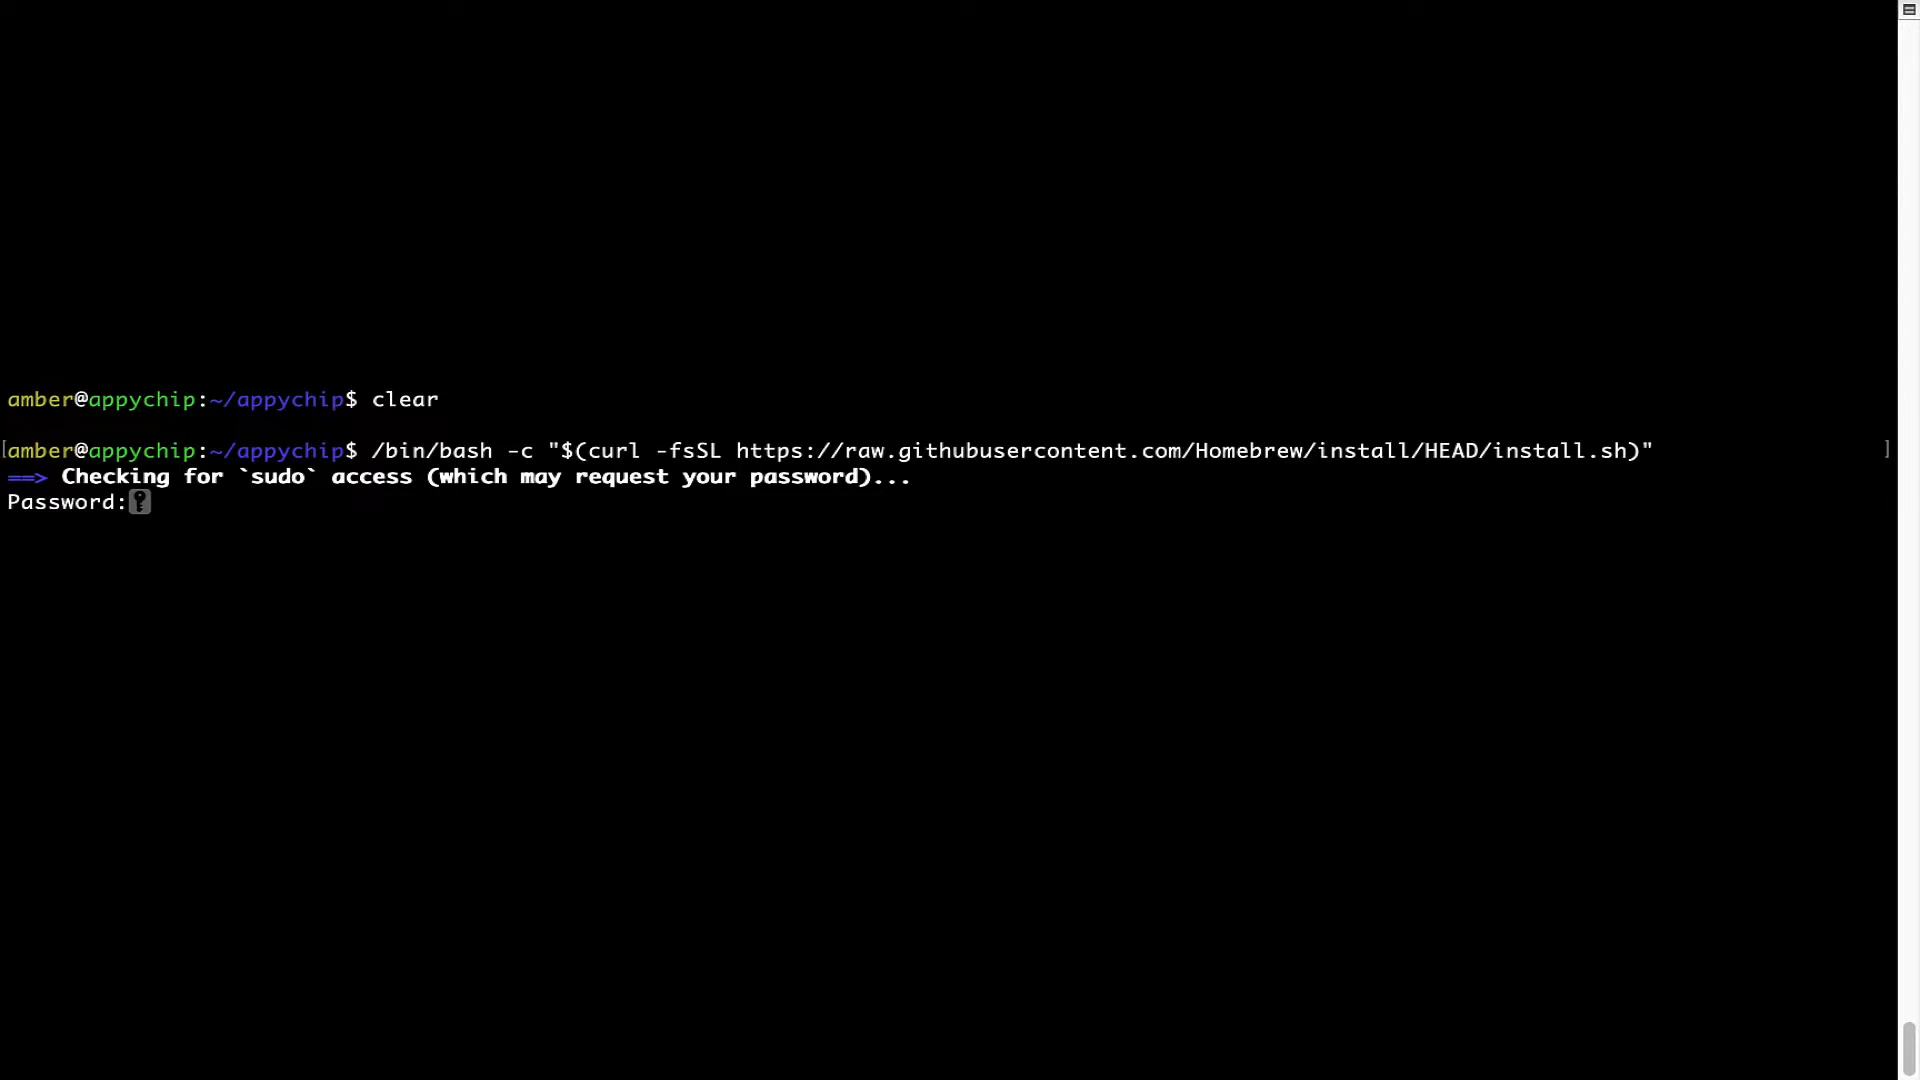 amber@appychip:~/appychip$ clear
[amber@appychip:~/appychip$ /bin/bash -c "$(curl -fsSL https://raw.githubusercontent.com/Homebrew/install/HEAD/install.sh)" ]
==> Checking for `sudo` access (which may request your password)...
Password: